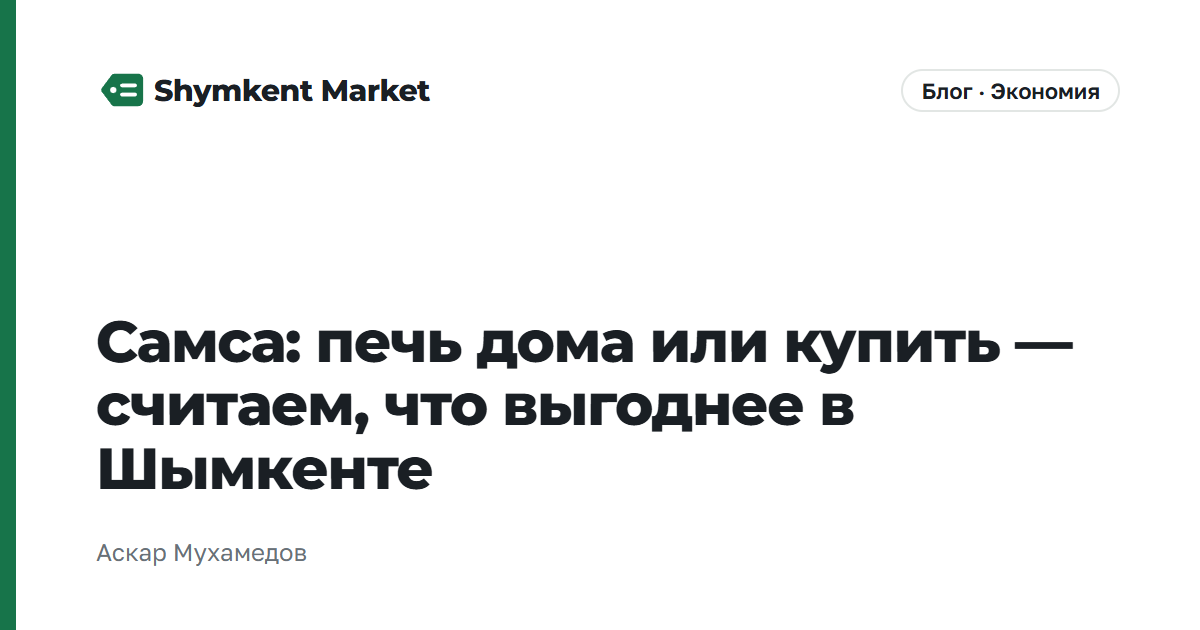 Shymkent Market
Блог · Экономия
Самса: печь дома или купить —
считаем, что выгоднее в
Шымкенте
Аскар Мухамедов